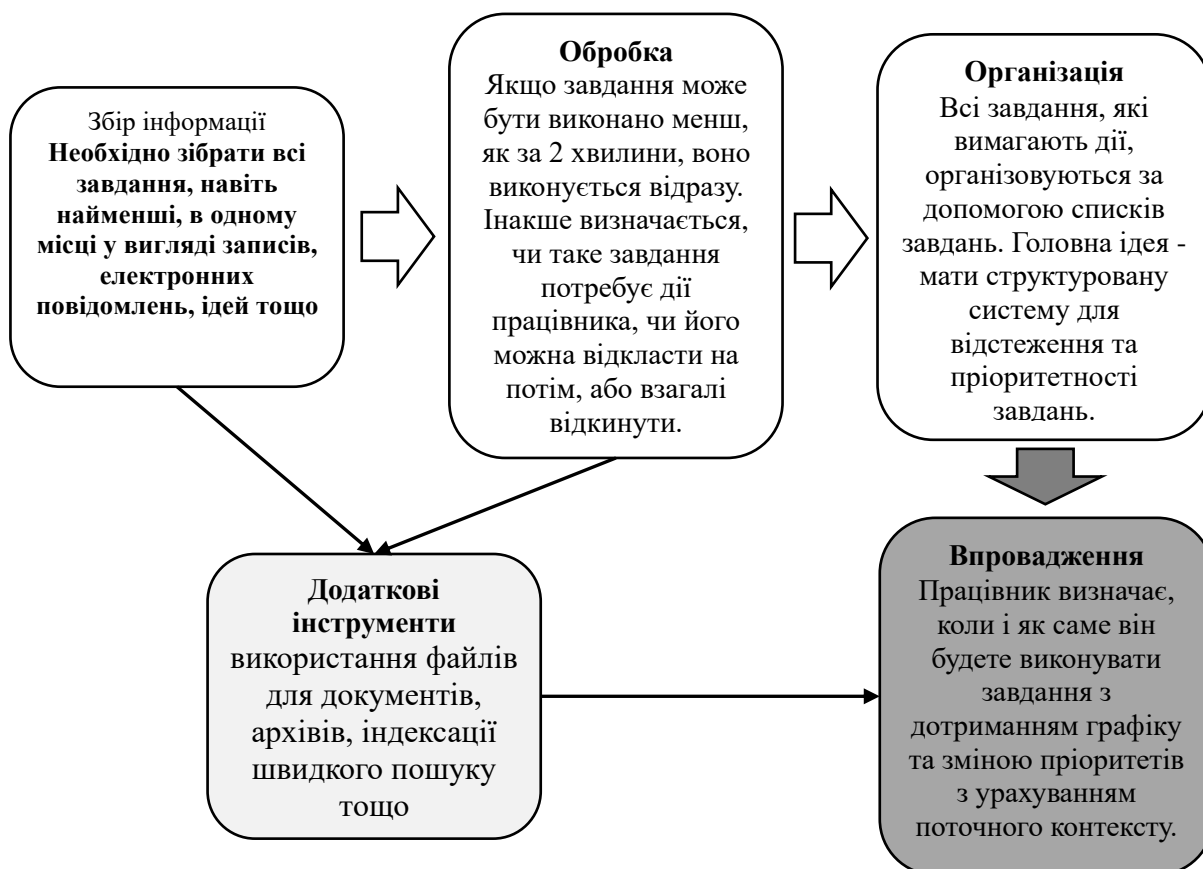 Збір інформації
Необхідно зібрати всі
завдання, навіть
найменші, в одному
місці у вигляді записів,
електронних
повідомлень, ідей тощо
Обробка
Якщо завдання може
бути виконано менш,
як за 2 хвилини, воно
виконується відразу.
Інакше визначається,
чи таке завдання
потребує дії
працівника, чи його
можна відкласти на
потім, або взагалі
відкинути.
Організація
Всі завдання, які
вимагають дії,
організовуються за
допомогою списків
завдань. Головна ідея -
мати структуровану
систему для
відстеження та
пріоритетності
завдань.
Додаткові
інструменти
використання файлів
для документів,
архівів, індексації
швидкого пошуку
тощо
Впровадження
Працівник визначає,
коли і як саме він
будете виконувати
завдання з
дотриманням графіку
та зміною пріоритетів
з урахуванням
поточного контексту.